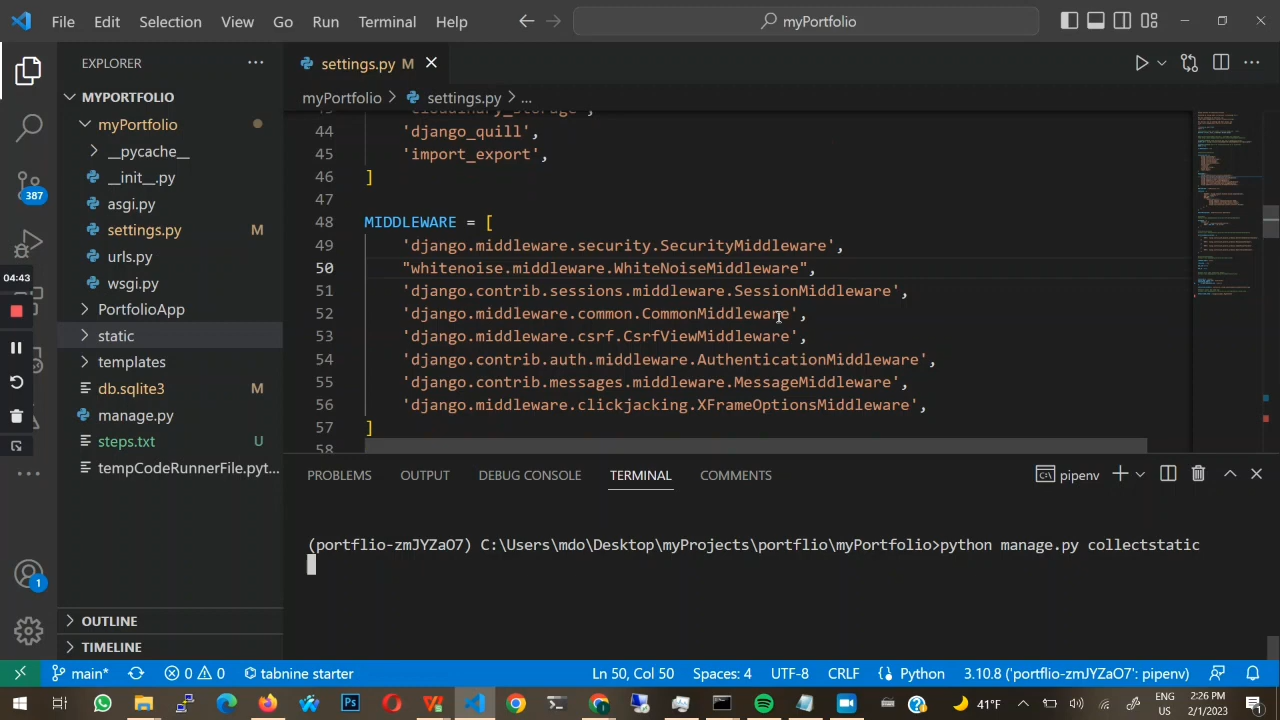 File Edit Selection View Go Run Terminal Help
myPortfolio
EXPLORER
settings.py M
myPortfolio > settings.py > ...
MYPORTFOLIO
myPortfolio
__pycache__
__init__.py
asgi.py
settings.py M
urls.py
wsgi.py
PortfolioApp
static
templates
db.sqlite3 M
manage.py
steps.txt U
tempCodeRunnerFile.pyt...
OUTLINE
TIMELINE
387
04:43
1
44 'django_quill',
45 'import_export',
46 ]
47
48 MIDDLEWARE = [
49 'django.middleware.security.SecurityMiddleware',
50 "whitenoise.middleware.WhiteNoiseMiddleware",
51 'django.contrib.sessions.middleware.SessionMiddleware',
52 'django.middleware.common.CommonMiddleware',
53 'django.middleware.csrf.CsrfViewMiddleware',
54 'django.contrib.auth.middleware.AuthenticationMiddleware',
55 'django.contrib.messages.middleware.MessageMiddleware',
56 'django.middleware.clickjacking.XFrameOptionsMiddleware',
57 ]
58
PROBLEMS OUTPUT DEBUG CONSOLE TERMINAL COMMENTS
pipenv
(portflio-zmJYZaO7) C:\Users\mdo\Desktop\myProjects\portflio\myPortfolio>python manage.py collectstatic
main* 0 0 tabnine starter Ln 50, Col 50 Spaces: 4 UTF-8 CRLF Python 3.10.8 ('portflio-zmJYZaO7': pipenv)
41°F ENG 2:26 PM
2/1/2023